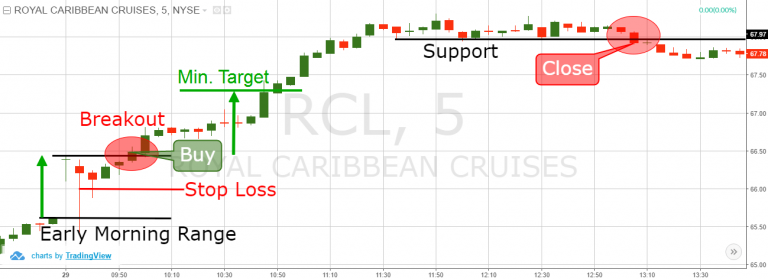 ROYAL CARIBBEAN CRUISES, 5, NYSE
0.00(0.00%)
68.50
67.97
67.78
67.50
67.00
66.50
66.00
65.50
65.00
Support
Close
Min. Target
Breakout
Buy
Stop Loss
Early Morning Range
RCL, 5
ROYAL CARIBBEAN CRUISES
charts by TradingView
29 09:50 10:10 10:30 10:50 11:10 11:30 11:50 12:10 12:30 12:50 13:10 13:30